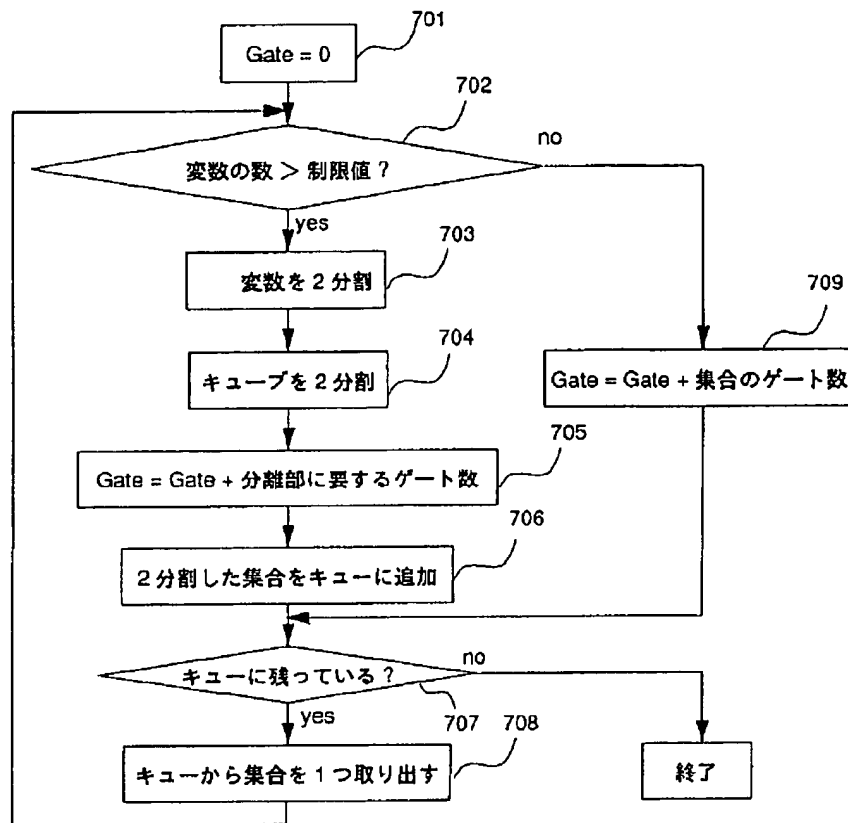 701
Gate = 0
702
変数の数 > 制限値 ?
no
yes
703
変数を 2 分割
709
704
キューブを 2 分割
Gate = Gate + 集合のゲート数
705
Gate = Gate + 分離部に要するゲート数
706
2 分割した集合をキューに追加
キューに残っている ?
no
yes
707
708
キューから集合を 1 つ取り出す
終了